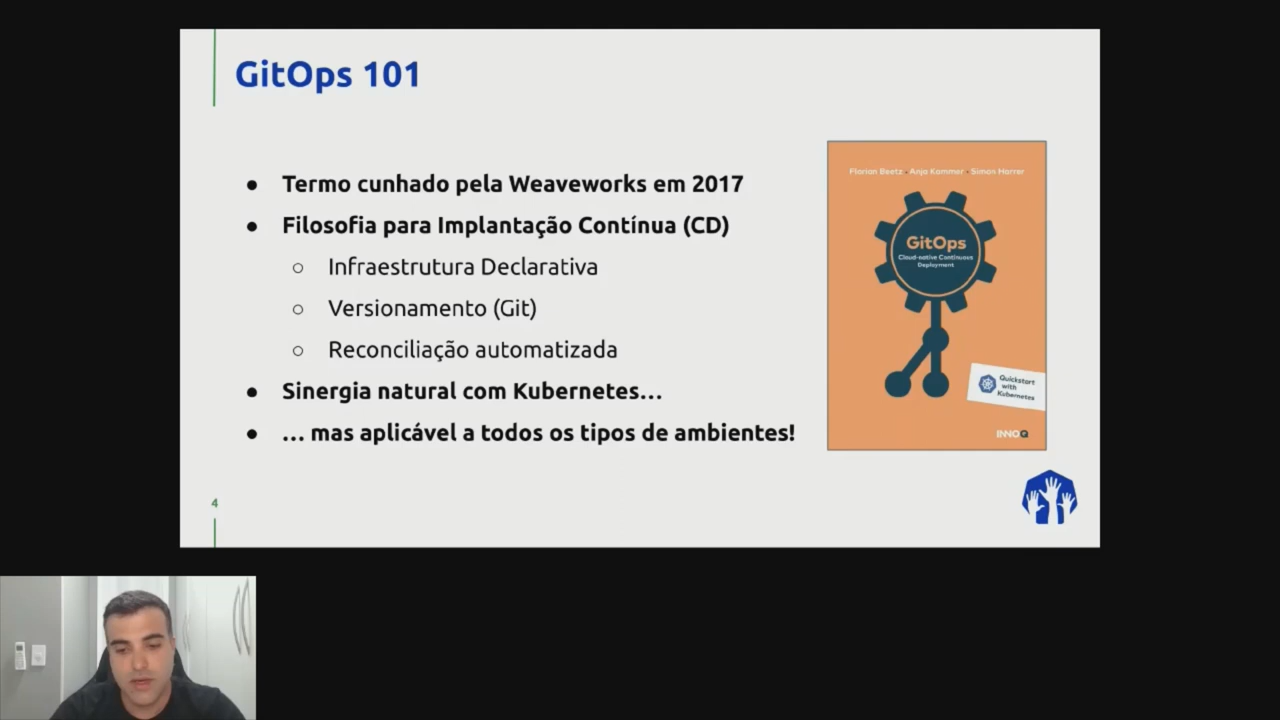 GitOps 101
● Termo cunhado pela Weaveworks em 2017
● Filosofia para Implantação Contínua (CD)
○ Infraestrutura Declarativa
○ Versionamento (Git)
○ Reconciliação automatizada
● Sinergia natural com Kubernetes...
● ... mas aplicável a todos os tipos de ambientes!
4
Florian Beetz · Anja Kammer · Simon Harrer
GitOps
Cloud-native Continuous
Deployment
Quickstart
with
Kubernetes
INNOQ